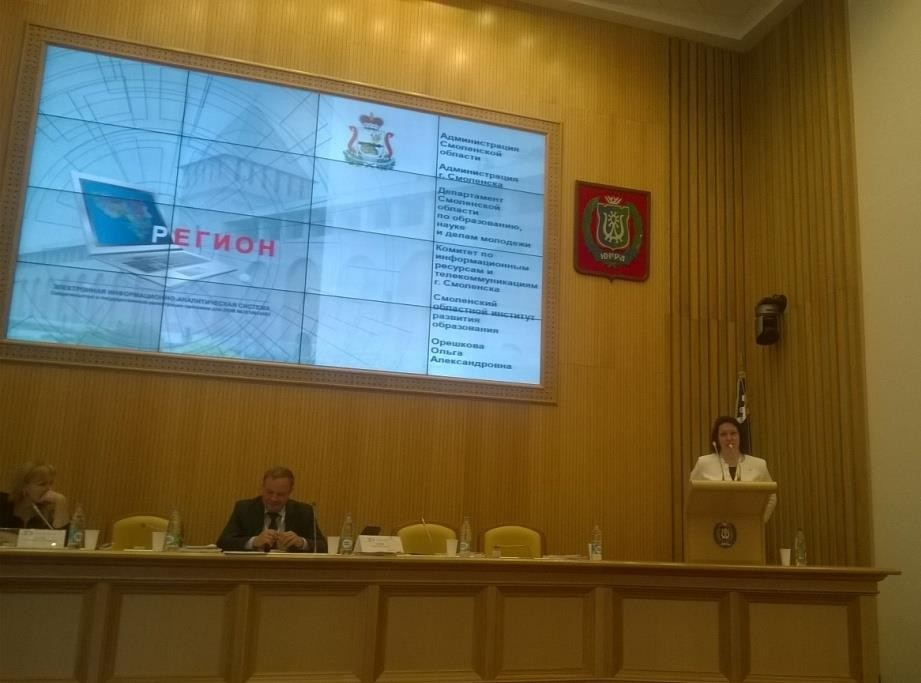 РЕГИОН
ЭЛЕКТРОННАЯ ИНФОРМАЦИОННО-АНАЛИТИЧЕСКАЯ СИСТЕМА
Администрация
Смоленской
области
Администрация
г. Смоленска
Департамент
Смоленской
области
по образованию,
науке
и делам молодежи
Комитет по
информационным
ресурсам и
телекоммуникациям
г. Смоленска
Смоленский
областной институт
развития
образования
Орешкова
Ольга
Александровна
ЮГРА